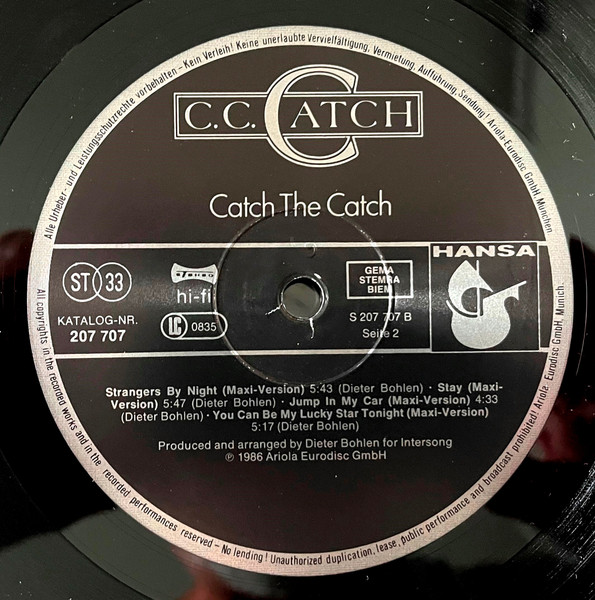 Alle Urheber- und Leistungsschutzrechte vorbehalten – Kein Verleih! Keine unerlaubte Vervielfältigung, Vermietung, Aufführung, Sendung! Ariola-Eurodisc GmbH, München.
C.C. CATCH
Catch The Catch
HANSA
ST 33
STEREO
hi-fi
GEMA
STEMRA
BIEM
KATALOG-NR.
207 707
LC 0835
S 207 707 B
Seite 2
Strangers By Night (Maxi-Version) 5:43 (Dieter Bohlen) · Stay (Maxi-
Version) 5:47 (Dieter Bohlen) · Jump In My Car (Maxi-Version) 4:33
(Dieter Bohlen) · You Can Be My Lucky Star Tonight (Maxi-Version)
5:17 (Dieter Bohlen)
Produced and arranged by Dieter Bohlen for Intersong
℗ 1986 Ariola Eurodisc GmbH
All copyrights in the recorded works and in the recorded performances reserved – No lending! Unauthorized duplication, lease, public performance and broadcast prohibited! Ariola Eurodisc GmbH, Munich.